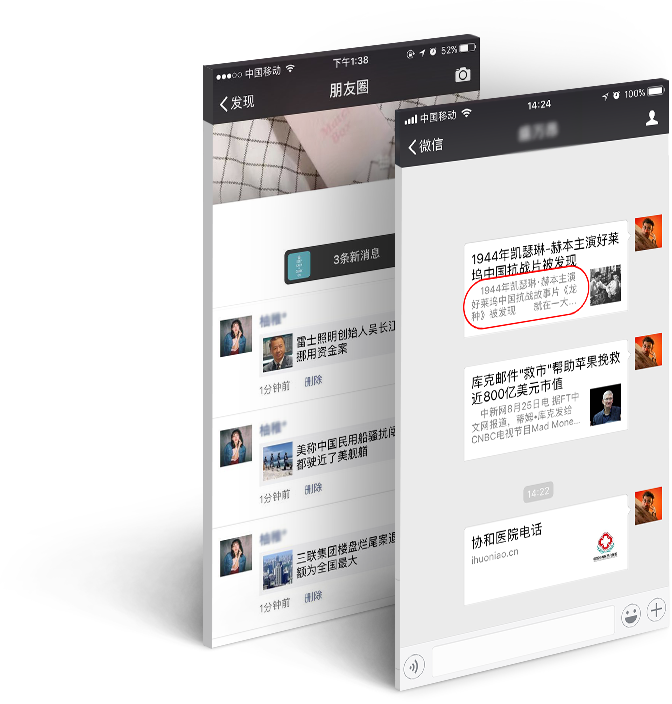 中国移动
下午1:38
52%
发现
朋友圈
3条新消息
雷士照明创始人吴长江
挪用资金案
1分钟前
删除
美称中国民用船骚扰侦
都驶近了美舰艏
1分钟前
删除
三联集团楼盘烂尾案退
额为全国最大
1分钟前
删除
中国移动
14:24
100%
微信
1944年凯瑟琳-赫本主演好莱
坞中国抗战片被发现
1944年凯瑟琳·赫本主演
好莱坞中国抗战故事片《龙
种》被发现 就在一大...
库克邮件"救市"帮助苹果挽救
近800亿美元市值
中新网8月25日电 据FT中
文网报道，蒂姆•库克发给
CNBC电视节目Mad Mone...
14:22
协和医院电话
ihuoniao.cn